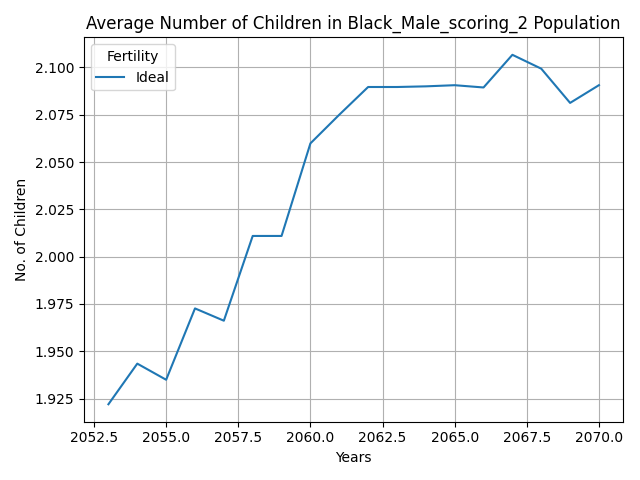 Average Number of Children in Black_Male_scoring_2 Population
Fertility
Ideal
2.100
2.075
2.050
2.025
2.000
1.975
1.950
1.925
No. of Children
2052.5 2055.0 2057.5 2060.0 2062.5 2065.0 2067.5 2070.0
Years